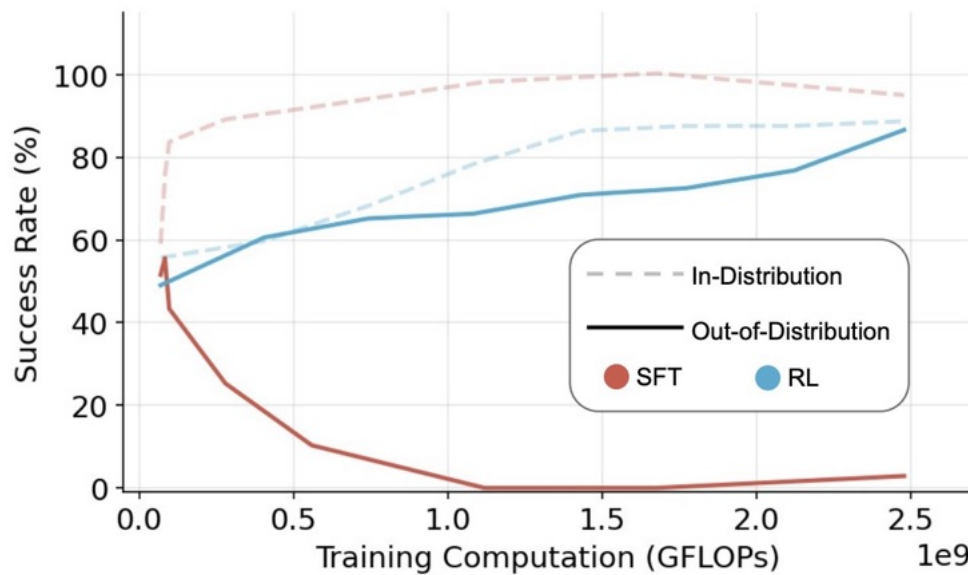 100
80
60
40
20
0
Success Rate (%)
In-Distribution
Out-of-Distribution
SFT RL
0.0 0.5 1.0 1.5 2.0 2.5
1e9
Training Computation (GFLOPs)